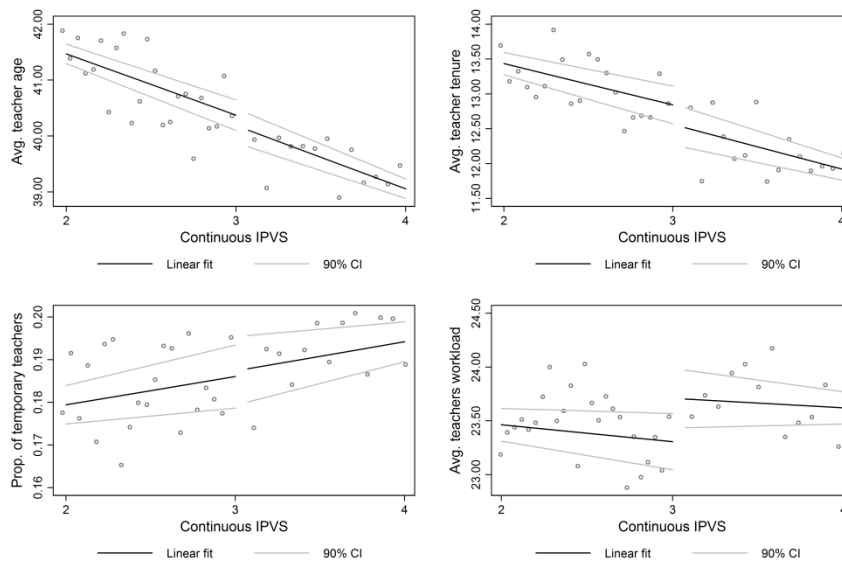 Avg. teacher age
42.00
41.00
40.00
39.00
2
3
4
Continuous IPVS
Linear fit
90% CI
Avg. teacher tenure
14.00
13.50
13.00
12.50
12.00
11.50
2
3
4
Continuous IPVS
Linear fit
90% CI
Prop. of temporary teachers
0.20
0.19
0.18
0.17
0.16
2
3
4
Continuous IPVS
Linear fit
90% CI
Avg. teachers workload
24.50
24.00
23.50
23.00
2
3
4
Continuous IPVS
Linear fit
90% CI